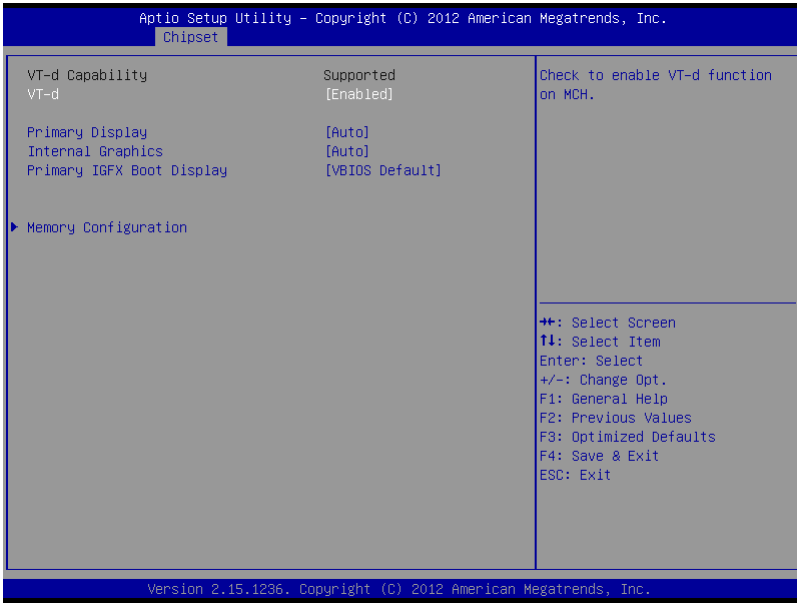 Aptio Setup Utility – Copyright (C) 2012 American Megatrends, Inc.
Chipset
VT-d Capability Supported
VT-d [Enabled]
Primary Display [Auto]
Internal Graphics [Auto]
Primary IGFX Boot Display [VBIOS Default]
Memory Configuration
Check to enable VT-d function
on MCH.
→←: Select Screen
↑↓: Select Item
Enter: Select
+/-: Change Opt.
F1: General Help
F2: Previous Values
F3: Optimized Defaults
F4: Save & Exit
ESC: Exit
Version 2.15.1236. Copyright (C) 2012 American Megatrends, Inc.